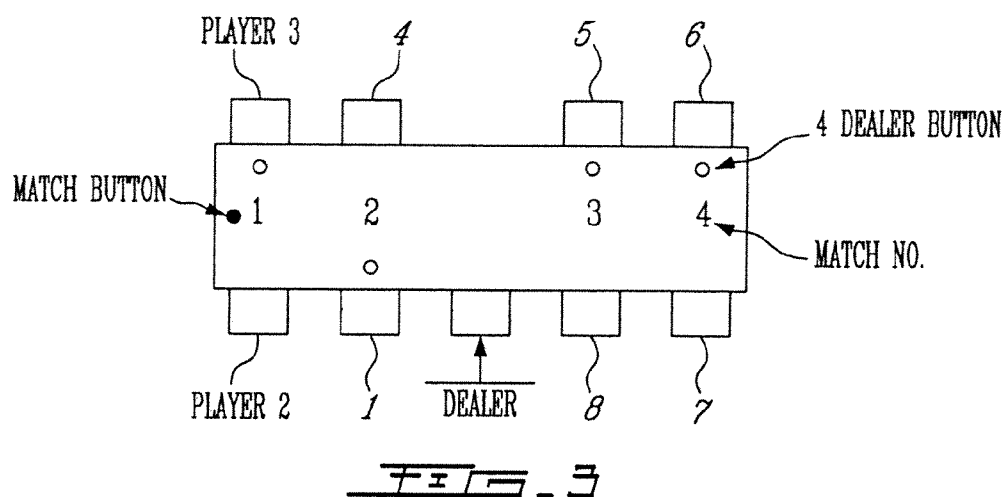 PLAYER 3
4
5
6
4 DEALER BUTTON
MATCH BUTTON
1
2
3
4
MATCH NO.
PLAYER 2
1
DEALER
8
7
FIG - 3